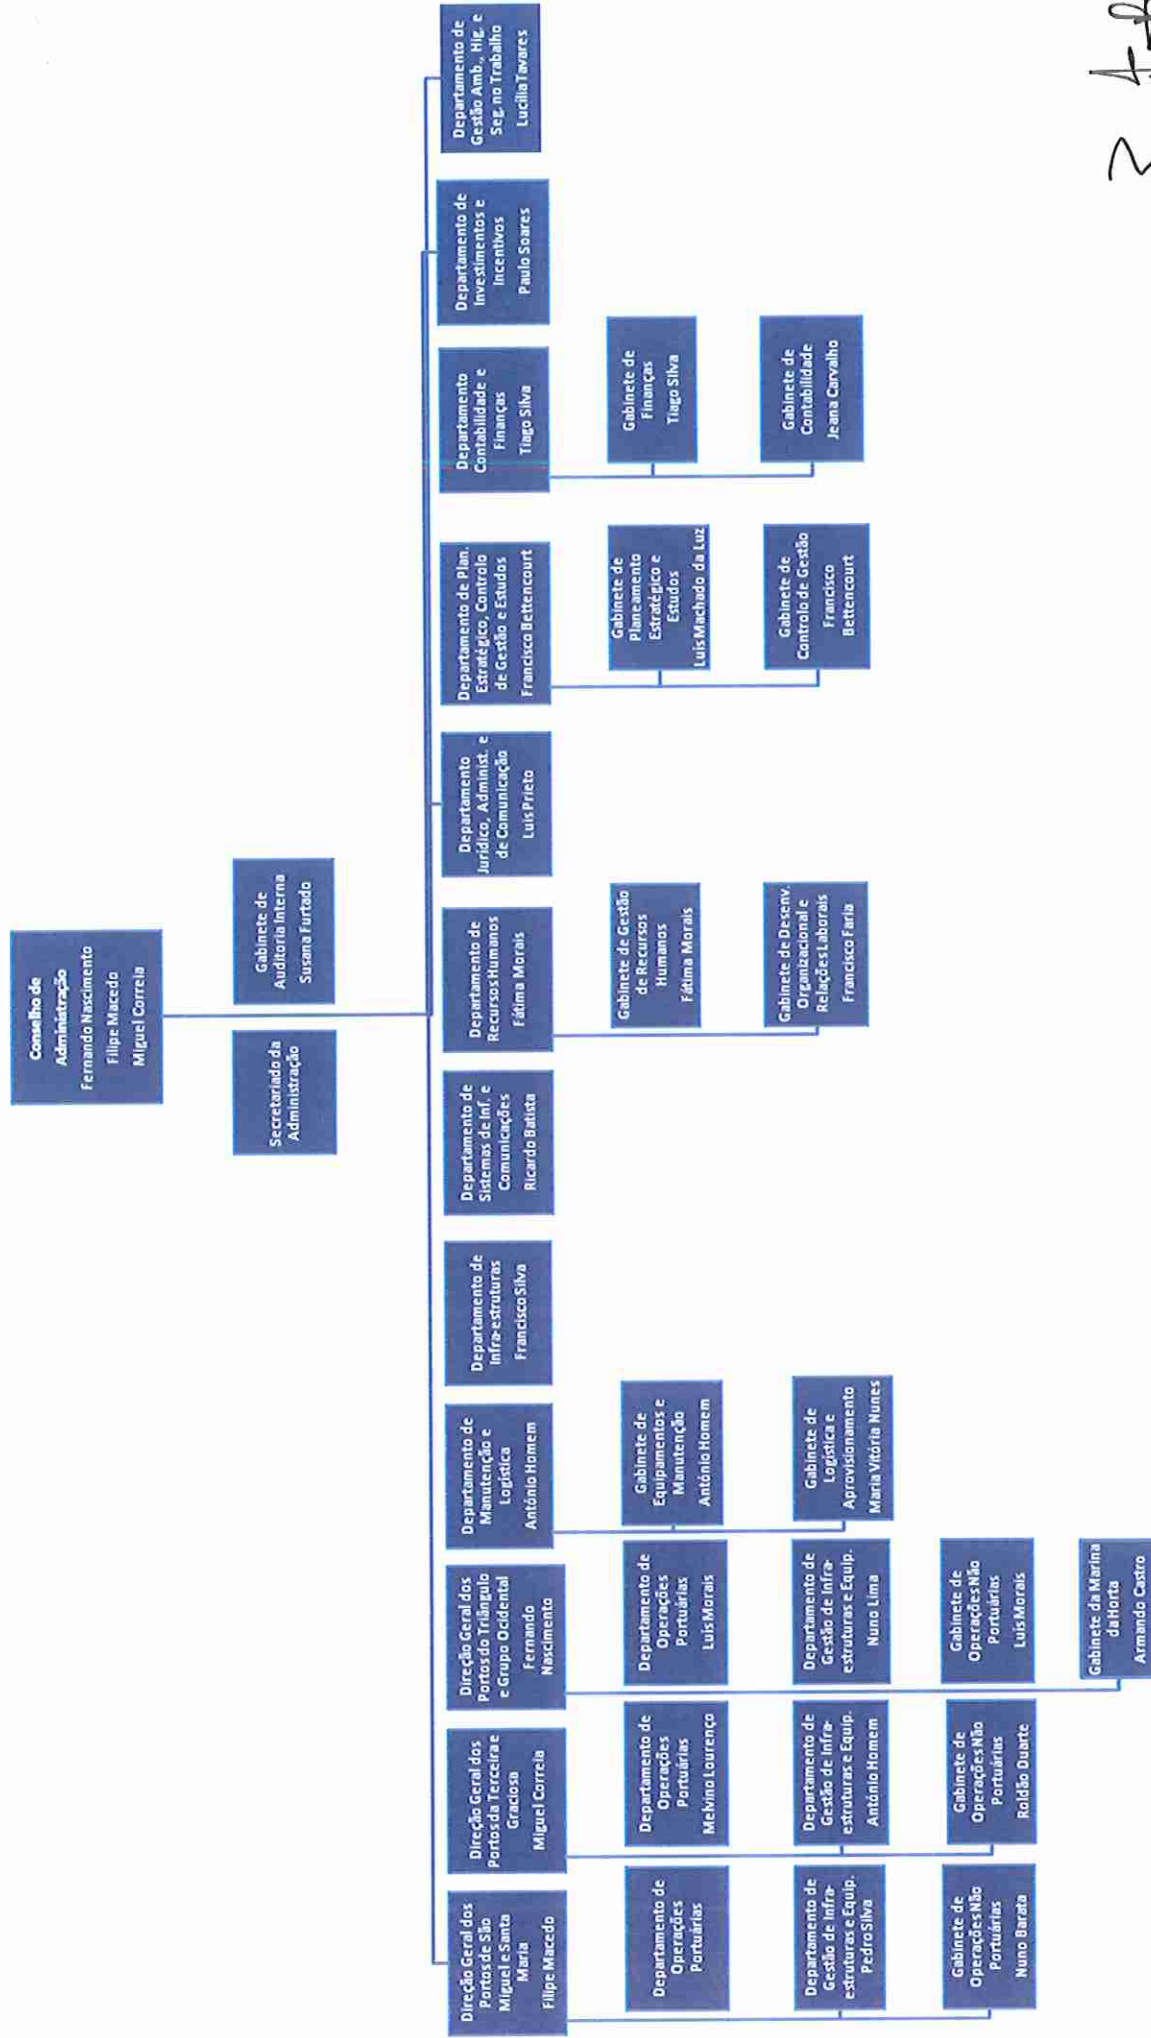 Conselho de
Administração
Fernando Nascimento
Filipe Macedo
Miguel Correia
Secretariado da
Administração
Gabinete de
Auditoria Interna
Susana Furtado
Direção Geral dos
Portos de São
Miguel e Santa
Maria
Filipe Macedo
Direção Geral dos
Portos da Terceira e
Graciosa
Miguel Correia
Direção Geral dos
Portos do Triângulo
e Grupo Ocidental
Fernando
Nascimento
Departamento de
Manutenção e
Logística
António Homem
Departamento de
Infra-estruturas
Francisco Silva
Departamento de
Sistemas de Inf. e
Comunicações
Ricardo Batista
Departamento de
Recursos Humanos
Fátima Morais
Departamento
Jurídico, Administ. e
de Comunicação
Luis Prieto
Departamento de Plan.
Estratégico, Controlo
de Gestão e Estudos
Francisco Bettencourt
Departamento
Contabilidade e
Finanças
Tiago Silva
Departamento de
Investimentos e
Incentivos
Paulo Soares
Departamento de
Gestão Amb., Hig. e
Seg. no Trabalho
Lucília Tavares
Departamento de
Operações
Portuárias
Departamento de
Operações
Portuárias
Melvino Lourenço
Departamento de
Operações
Portuárias
Luis Morais
Gabinete de
Equipamentos e
Manutenção
António Homem
Gabinete de Gestão
de Recursos
Humanos
Fátima Morais
Gabinete de
Planeamento
Estratégico e
Estudos
Luis Machado da Luz
Gabinete de
Finanças
Tiago Silva
Departamento de
Gestão de Infra-
estruturas e Equip.
Pedro Silva
Departamento de
Gestão de Infra-
estruturas e Equip.
António Homem
Departamento de
Gestão de Infra-
estruturas e Equip.
Nuno Lima
Gabinete de
Logística e
Aprovisionamento
Maria Vitória Nunes
Gabinete de Desenv.
Organizacional e
Relações Laborais
Francisco Faria
Gabinete de
Controlo de Gestão
Francisco
Bettencourt
Gabinete de
Contabilidade
Jeana Carvalho
Gabinete de
Operações Não
Portuárias
Nuno Barata
Gabinete de
Operações Não
Portuárias
Roldão Duarte
Gabinete de
Operações Não
Portuárias
Luis Morais
Gabinete da Marina
da Horta
Armando Castro